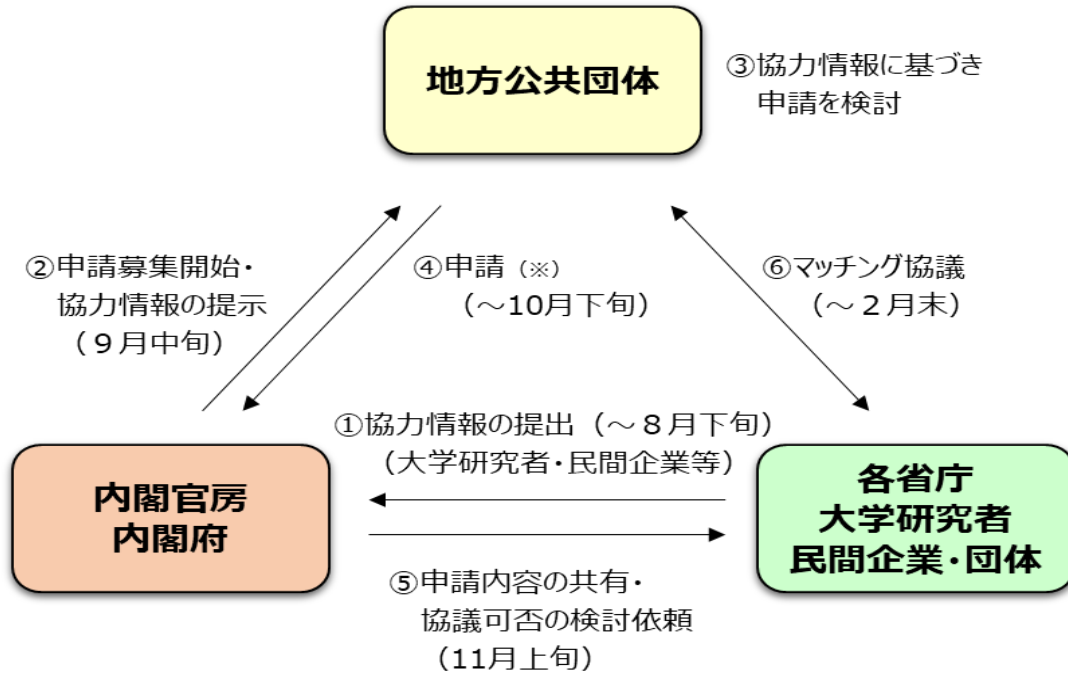 地方公共団体
③協力情報に基づき
申請を検討
②申請募集開始・
協力情報の提示
（９月中旬）
④申請（※）
（～10月下旬）
⑥マッチング協議
（～２月末）
①協力情報の提出（～８月下旬）
（大学研究者・民間企業等）
内閣官房
内閣府
各省庁
大学研究者
民間企業・団体
⑤申請内容の共有・
協議可否の検討依頼
（11月上旬）